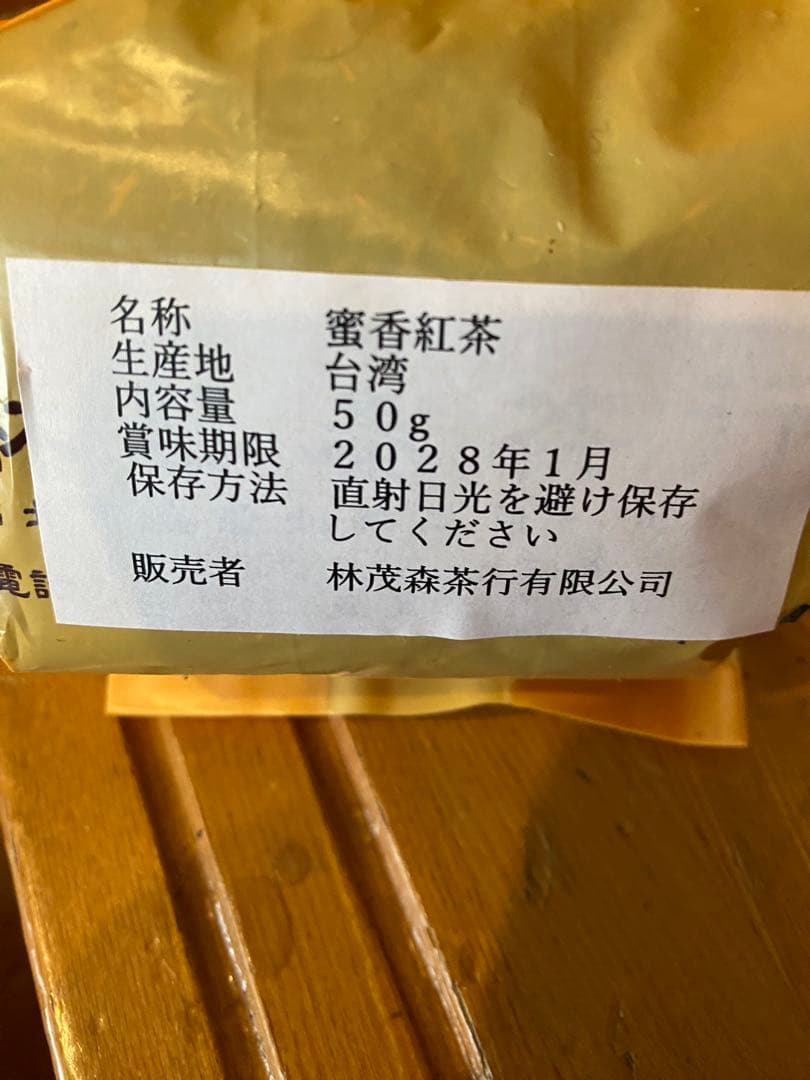 名称 蜜香紅茶
生産地 台湾
内容量 50g
賞味期限 2028年1月
保存方法 直射日光を避け保存
してください
販売者 林茂森茶行有限公司
電話